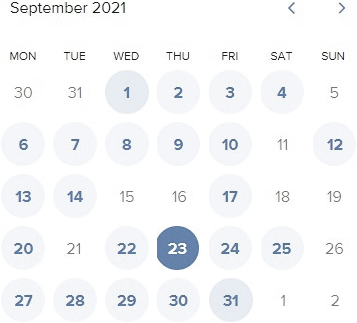 September 2021
MON TUE WED THU FRI SAT SUN
30 31 1 2 3 4 5
6 7 8 9 10 11 12
13 14 15 16 17 18 19
20 21 22 23 24 25 26
27 28 29 30 31 1 2